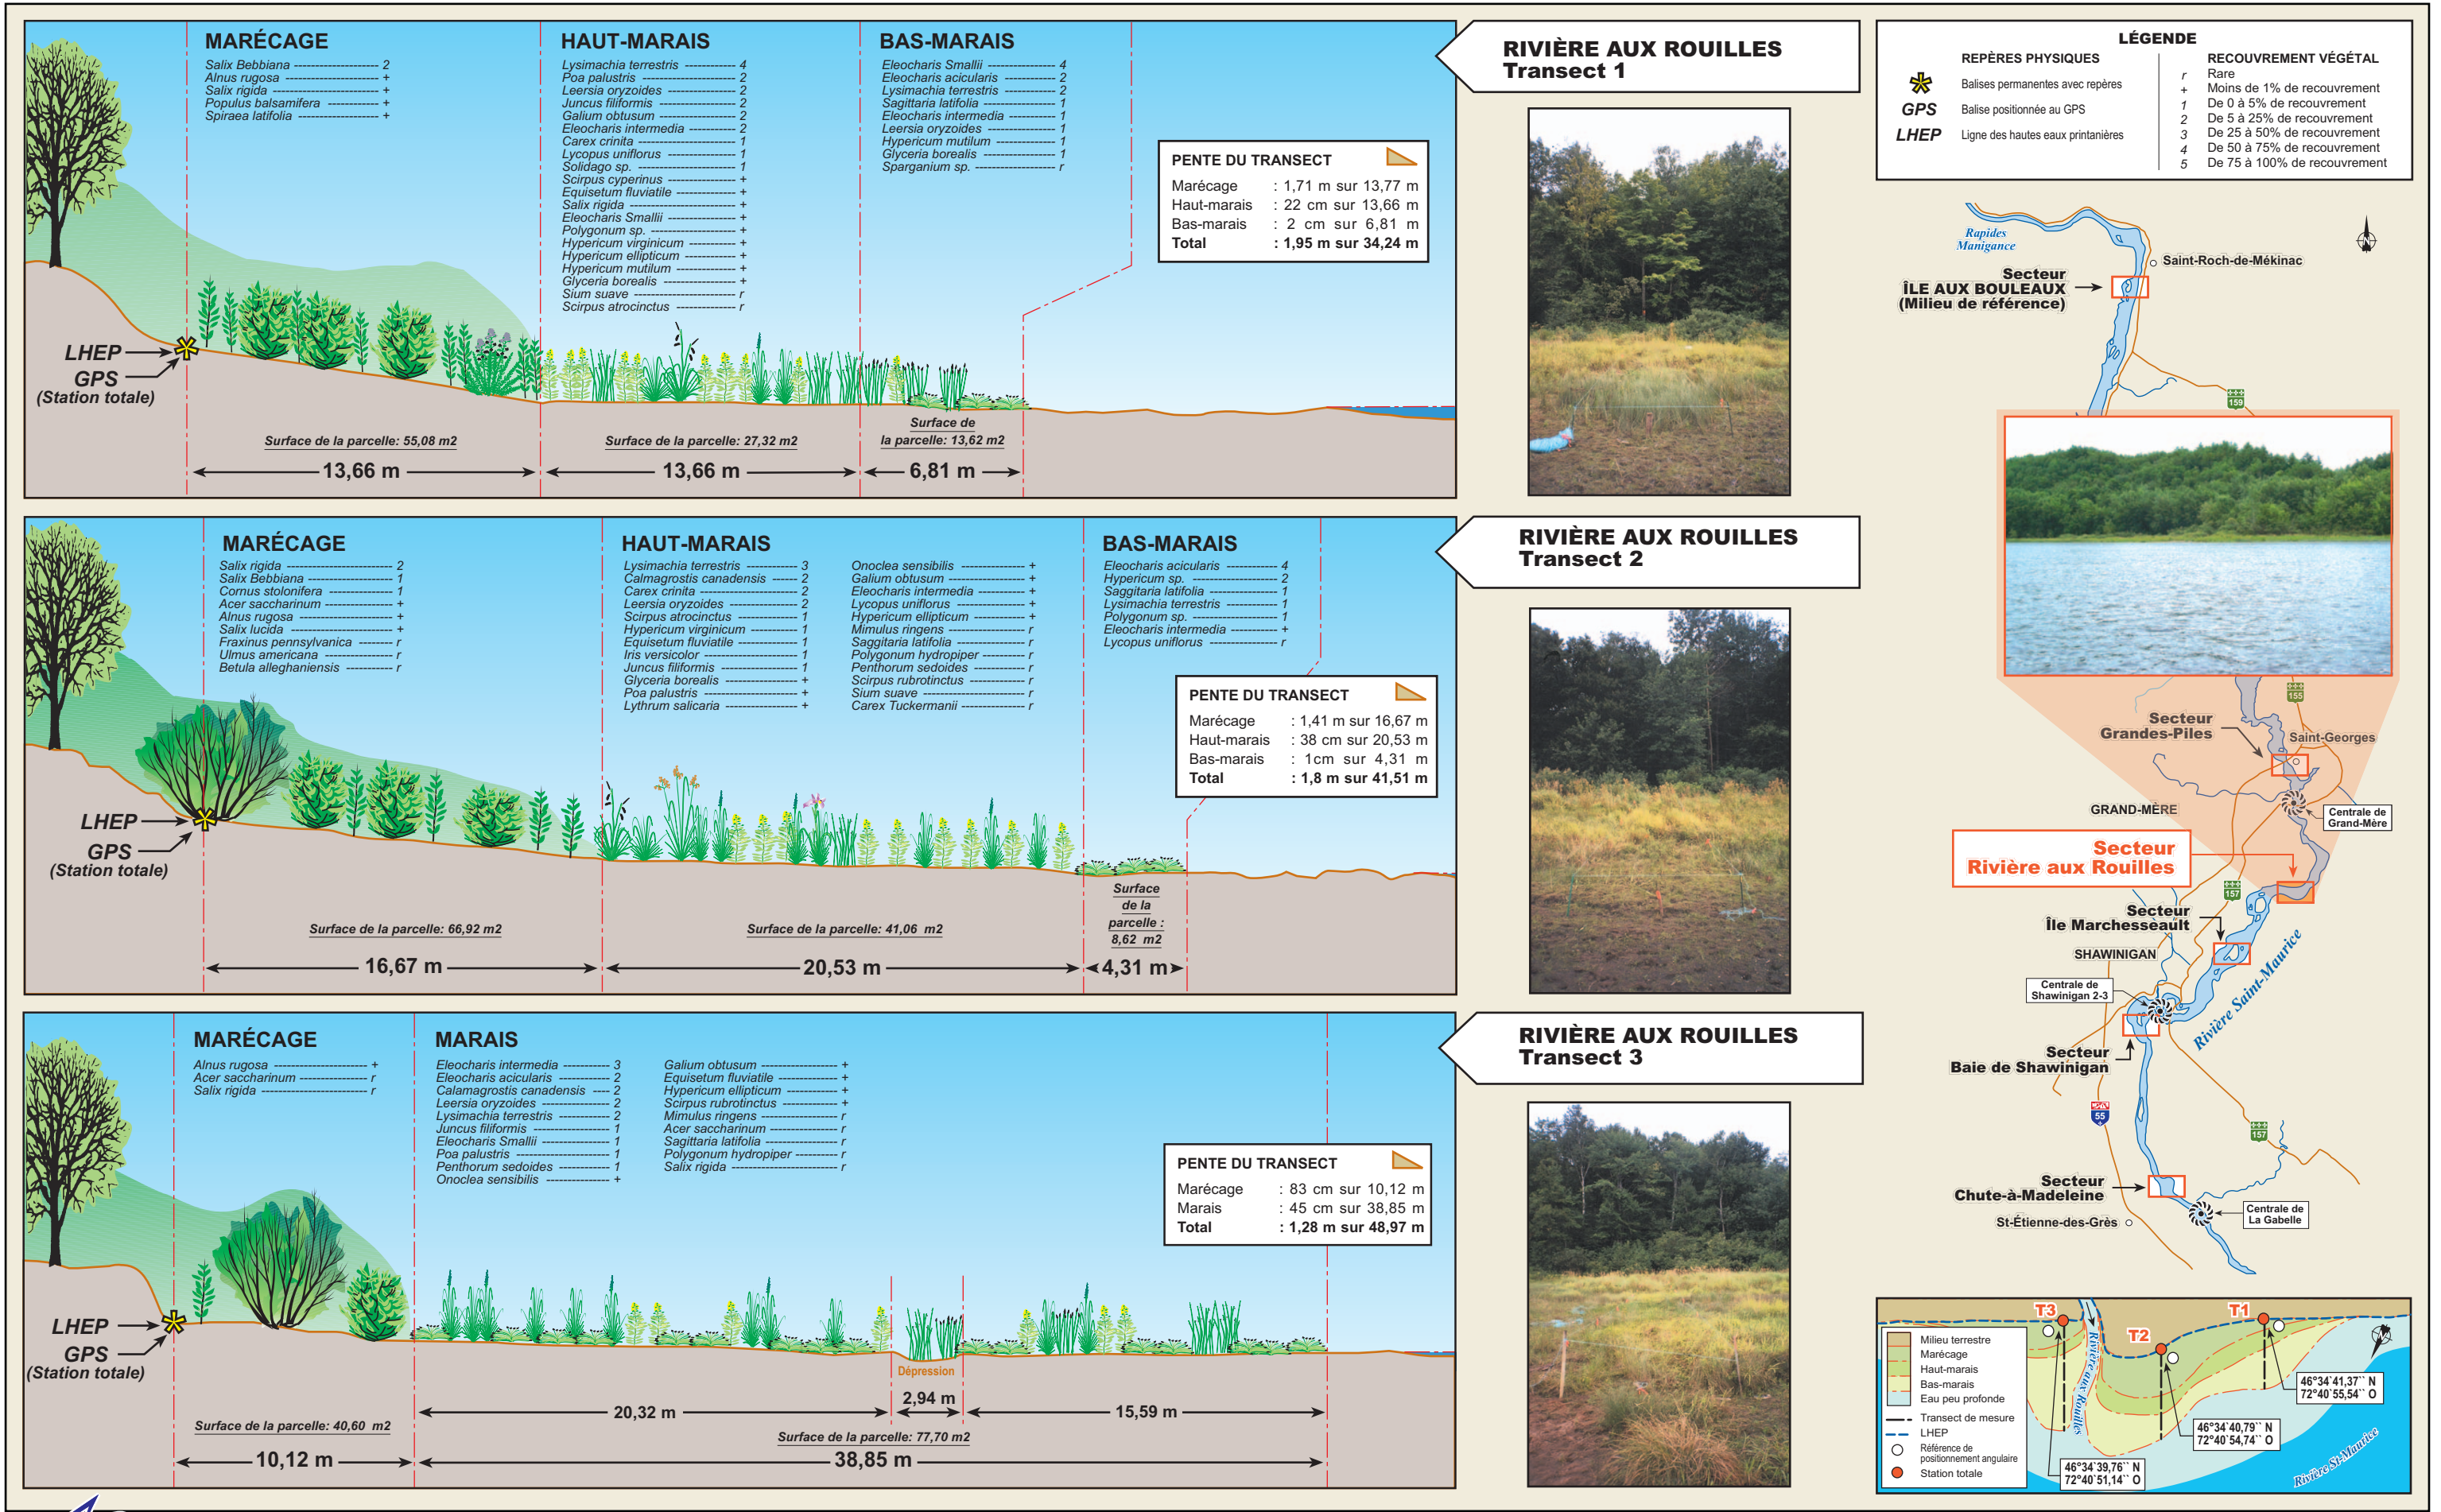 MARÉCAGE
Salix Bebbiana 2
Alnus rugosa +
Salix rigida +
Populus balsamifera +
Spiraea latifolia +
HAUT-MARAIS
Lysimachia terrestris 4
Poa palustris 2
Leersia oryzoides 2
Juncus filiformis 2
Galium obtusum 2
Eleocharis intermedia 2
Carex crinita 1
Lycopus uniflorus 1
Solidago sp. 1
Scirpus cyperinus +
Equisetum fluviatile +
Salix rigida +
Eleocharis Smallii +
Polygonum sp. +
Hypericum virginicum +
Hypericum ellipticum +
Hypericum mutilum +
Glyceria borealis +
Sium suave r
Scirpus atrocinctus r
BAS-MARAIS
Eleocharis Smallii 4
Eleocharis acicularis 2
Lysimachia terrestris 2
Sagittaria latifolia 1
Eleocharis intermedia 1
Leersia oryzoides 1
Hypericum mutilum 1
Glyceria borealis 1
Sparganium sp. r
PENTE DU TRANSECT
Marécage : 1,71 m sur 13,77 m
Haut-marais : 22 cm sur 13,66 m
Bas-marais : 2 cm sur 6,81 m
Total : 1,95 m sur 34,24 m
LHEP
GPS
(Station totale)
Surface de la parcelle: 55,08 m2
Surface de la parcelle: 27,32 m2
Surface de
la parcelle: 13,62 m2
13,66 m
13,66 m
6,81 m
RIVIÈRE AUX ROUILLES
Transect 1
MARÉCAGE
Salix rigida 2
Salix Bebbiana 1
Cornus stolonifera 1
Acer saccharinum +
Alnus rugosa +
Salix lucida +
Fraxinus pennsylvanica r
Ulmus americana r
Betula alleghaniensis r
HAUT-MARAIS
Lysimachia terrestris 3
Calmagrostis canadensis 2
Carex crinita 2
Leersia oryzoides 2
Scirpus atrocinctus 1
Hypericum virginicum 1
Equisetum fluviatile 1
Iris versicolor 1
Juncus filiformis 1
Glyceria borealis +
Poa palustris +
Lythrum salicaria +
Onoclea sensibilis +
Galium obtusum +
Eleocharis intermedia +
Lycopus uniflorus +
Hypericum ellipticum +
Mimulus ringens r
Saggitaria latifolia r
Polygonum hydropiper r
Penthorum sedoides r
Scirpus rubrotinctus r
Sium suave r
Carex Tuckermanii r
BAS-MARAIS
Eleocharis acicularis 4
Hypericum sp. 2
Saggitaria latifolia 1
Lysimachia terrestris 1
Polygonum sp. 1
Eleocharis intermedia +
Lycopus uniflorus r
PENTE DU TRANSECT
Marécage : 1,41 m sur 16,67 m
Haut-marais : 38 cm sur 20,53 m
Bas-marais : 1cm sur 4,31 m
Total : 1,8 m sur 41,51 m
LHEP
GPS
(Station totale)
Surface de la parcelle: 66,92 m2
Surface de la parcelle: 41,06 m2
Surface
de la
parcelle :
8,62 m2
16,67 m
20,53 m
4,31 m
RIVIÈRE AUX ROUILLES
Transect 2
MARÉCAGE
Alnus rugosa +
Acer saccharinum r
Salix rigida r
MARAIS
Eleocharis intermedia 3
Eleocharis acicularis 2
Calamagrostis canadensis 2
Leersia oryzoides 2
Lysimachia terrestris 2
Juncus filiformis 1
Eleocharis Smallii 1
Poa palustris 1
Penthorum sedoides 1
Onoclea sensibilis +
Galium obtusum +
Equisetum fluviatile +
Hypericum ellipticum +
Scirpus rubrotinctus +
Mimulus ringens r
Acer saccharinum r
Sagittaria latifolia r
Polygonum hydropiper r
Salix rigida r
PENTE DU TRANSECT
Marécage : 83 cm sur 10,12 m
Marais : 45 cm sur 38,85 m
Total : 1,28 m sur 48,97 m
LHEP
GPS
(Station totale)
Dépression
20,32 m
2,94 m
15,59 m
Surface de la parcelle: 40,60 m2
Surface de la parcelle: 77,70 m2
10,12 m
38,85 m
RIVIÈRE AUX ROUILLES
Transect 3
LÉGENDE
REPÈRES PHYSIQUES
Balises permanentes avec repères
GPS Balise positionnée au GPS
LHEP Ligne des hautes eaux printanières
RECOUVREMENT VÉGÉTAL
r Rare
+ Moins de 1% de recouvrement
1 De 0 à 5% de recouvrement
2 De 5 à 25% de recouvrement
3 De 25 à 50% de recouvrement
4 De 50 à 75% de recouvrement
5 De 75 à 100% de recouvrement
Rapides
Manigance
Saint-Roch-de-Mékinac
Secteur
ÎLE AUX BOULEAUX
(Milieu de référence)
159
155
Secteur
Grandes-Piles
Saint-Georges
GRAND-MÈRE
Centrale de
Grand-Mère
Secteur
Rivière aux Rouilles
157
Secteur
Île Marchesseault
SHAWINIGAN
Centrale de
Shawinigan 2-3
Rivière Saint-Maurice
Secteur
Baie de Shawinigan
55
157
Secteur
Chute-à-Madeleine
St-Étienne-des-Grès
Centrale de
La Gabelle
T3
T2
T1
Rivière aux Rouilles
Milieu terrestre
Marécage
Haut-marais
Bas-marais
Eau peu profonde
Transect de mesure
LHEP
Référence de
positionnement angulaire
Station totale
46°34`41,37`` N
72°40`55,54`` O
46°34`40,79`` N
72°40`54,74`` O
46°34`39,76`` N
72°40`51,14`` O
Rivière St-Maurice